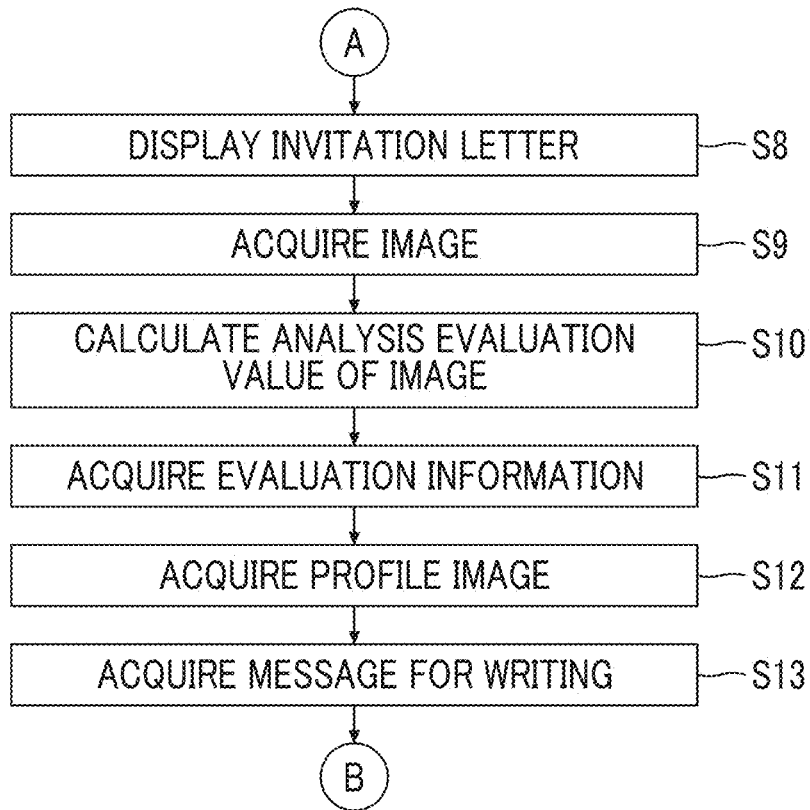 A
DISPLAY INVITATION LETTER
S8
ACQUIRE IMAGE
S9
CALCULATE ANALYSIS EVALUATION
VALUE OF IMAGE
S10
ACQUIRE EVALUATION INFORMATION
S11
ACQUIRE PROFILE IMAGE
S12
ACQUIRE MESSAGE FOR WRITING
S13
B